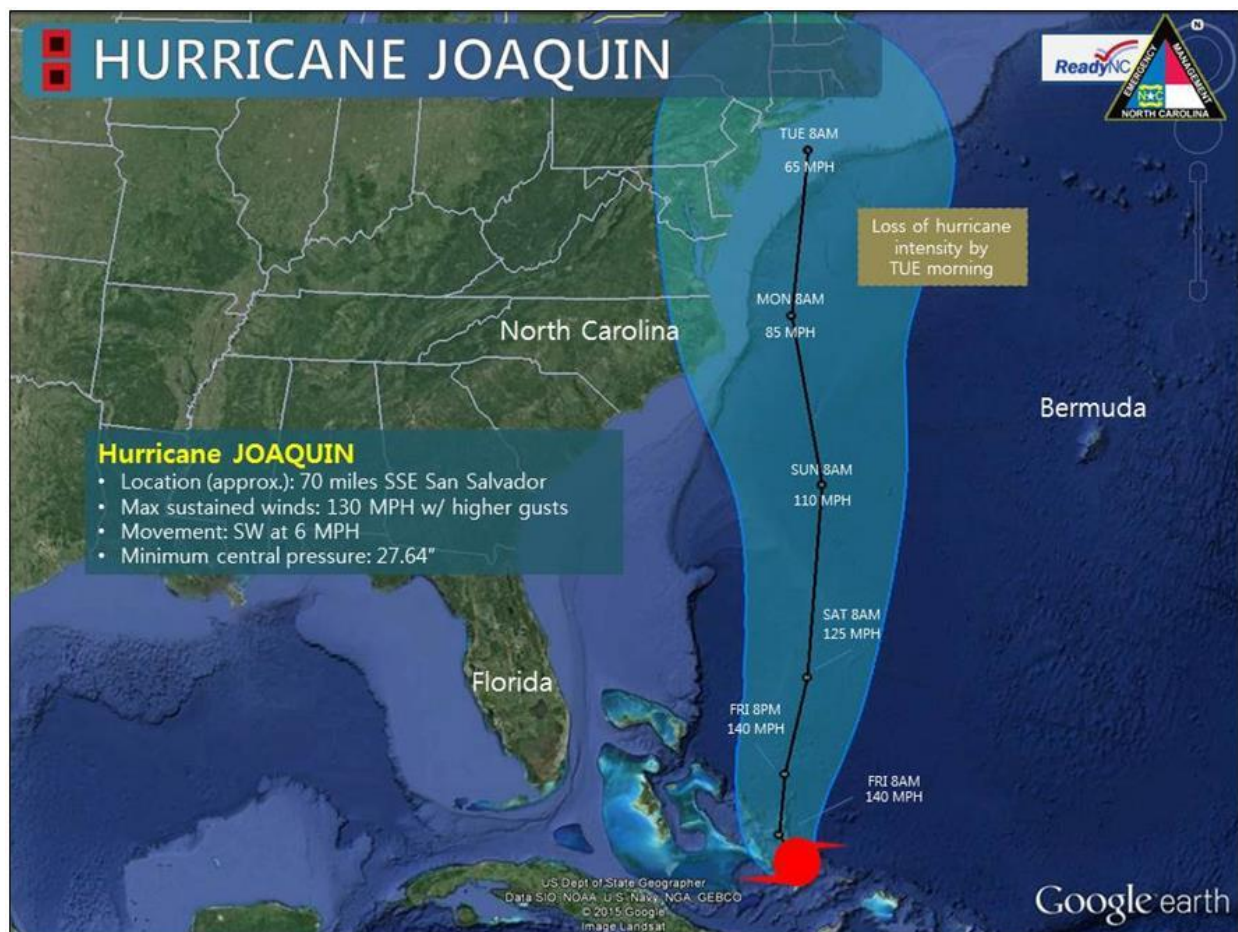 HURRICANE JOAQUIN
ReadyNC
N
EMERGENCY
MANAGEMENT
N★C
NORTH CAROLINA
TUE 8AM
65 MPH
Loss of hurricane
intensity by
TUE morning
MON 8AM
85 MPH
North Carolina
Bermuda
Hurricane JOAQUIN
• Location (approx.): 70 miles SSE San Salvador
• Max sustained winds: 130 MPH w/ higher gusts
• Movement: SW at 6 MPH
• Minimum central pressure: 27.64”
SUN 8AM
110 MPH
SAT 8AM
125 MPH
Florida
FRI 8PM
140 MPH
FRI 8AM
140 MPH
US Dept of State Geographer
Data SIO, NOAA, U.S. Navy, NGA, GEBCO
© 2015 Google
Image Landsat
Google earth